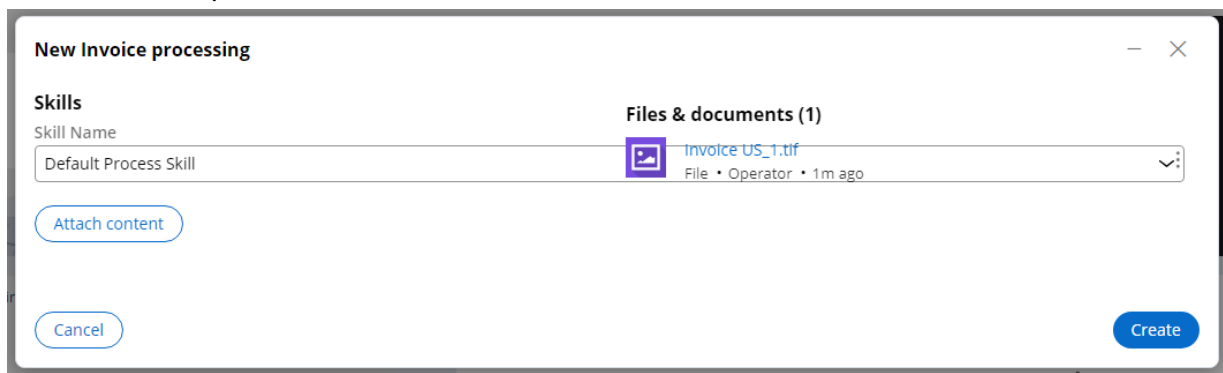 New Invoice processing
Skills
Skill Name
Default Process Skill
Files & documents (1)
Invoice US_1.tif
File • Operator • 1m ago
Attach content
Cancel
Create